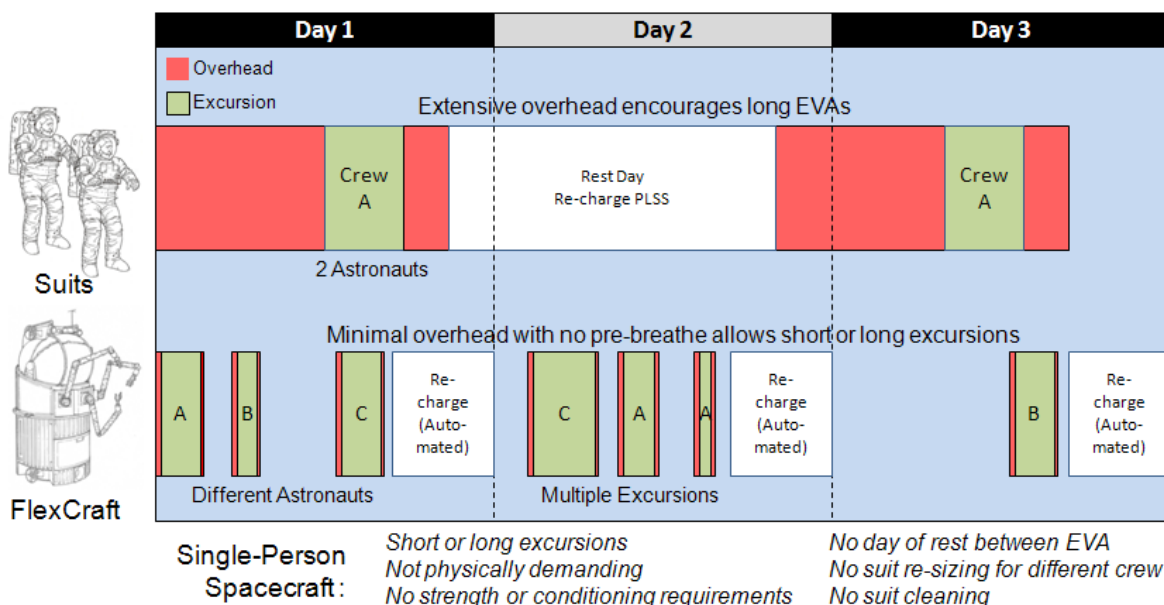 Day 1
Day 2
Day 3
Overhead
Excursion
Extensive overhead encourages long EVAs
Crew
A
Rest Day
Re-charge PLSS
Crew
A
2 Astronauts
Suits
Minimal overhead with no pre-breathe allows short or long excursions
A
B
C
Re-
charge
(Auto-
mated)
C
A
A
Re-
charge
(Auto-
mated)
B
Re-
charge
(Auto-
mated)
Different Astronauts
Multiple Excursions
FlexCraft
Single-Person
Spacecraft :
Short or long excursions
Not physically demanding
No strength or conditioning requirements
No day of rest between EVA
No suit re-sizing for different crew
No suit cleaning